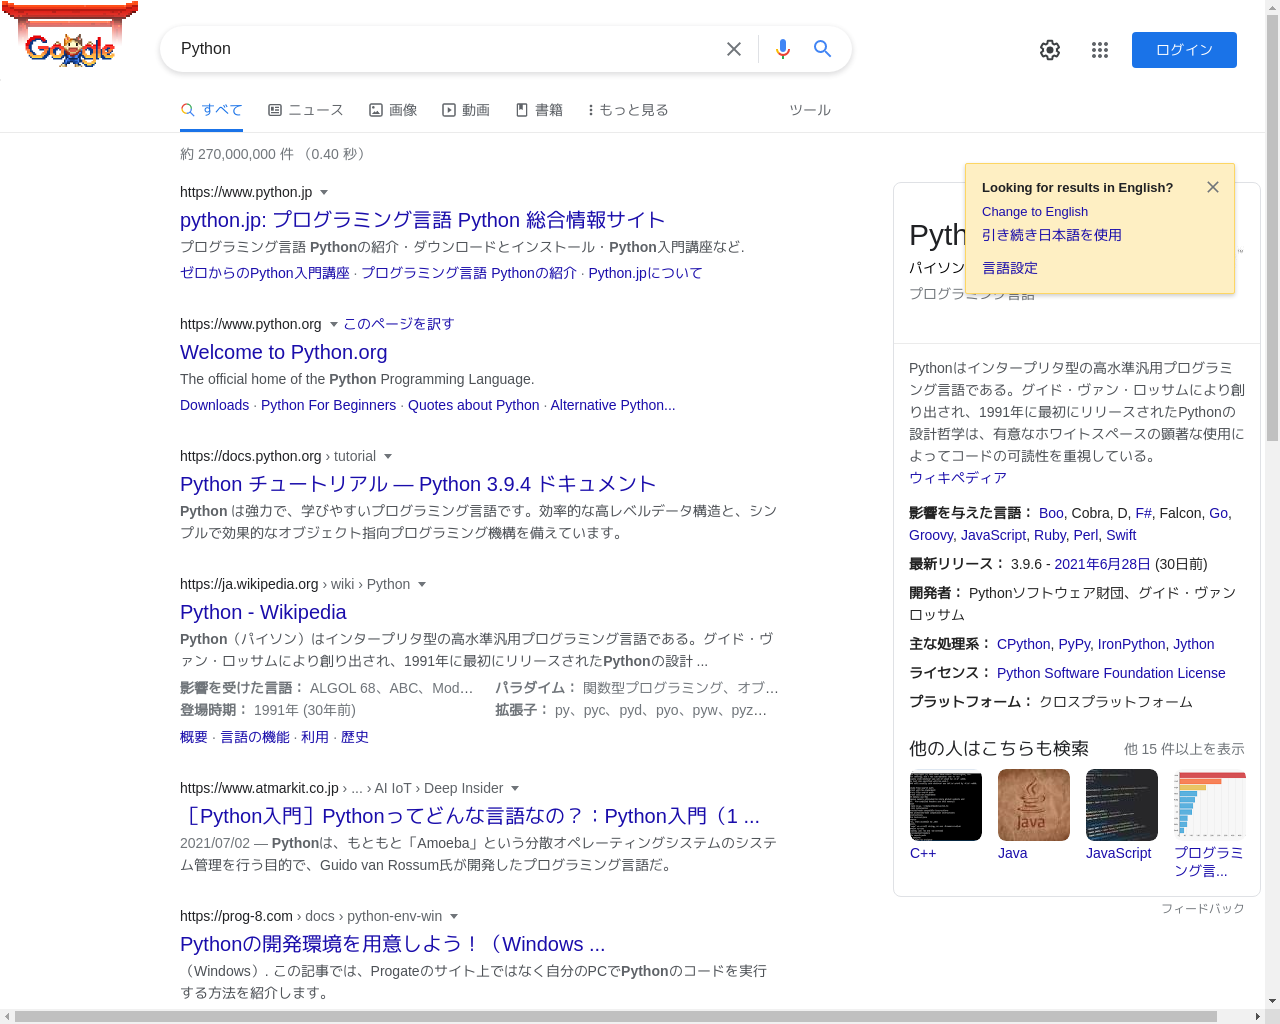 Google
Python
ログイン
すべて
ニュース
画像
動画
書籍
もっと見る
ツール
約 270,000,000 件 （0.40 秒）
https://www.python.jp
python.jp: プログラミング言語 Python 総合情報サイト
プログラミング言語 Pythonの紹介・ダウンロードとインストール・Python入門講座など.
ゼロからのPython入門講座 · プログラミング言語 Pythonの紹介 · Python.jpについて
https://www.python.org このページを訳す
Welcome to Python.org
The official home of the Python Programming Language.
Downloads · Python For Beginners · Quotes about Python · Alternative Python...
https://docs.python.org › tutorial
Python チュートリアル — Python 3.9.4 ドキュメント
Python は強力で、学びやすいプログラミング言語です。効率的な高レベルデータ構造と、シン
プルで効果的なオブジェクト指向プログラミング機構を備えています。
https://ja.wikipedia.org › wiki › Python
Python - Wikipedia
Python（パイソン）はインタープリタ型の高水準汎用プログラミング言語である。グイド・ヴ
ァン・ロッサムにより創り出され、1991年に最初にリリースされたPythonの設計 ...
影響を受けた言語： ALGOL 68、ABC、Mod... パラダイム： 関数型プログラミング、オブ...
登場時期： 1991年 (30年前) 拡張子： py、pyc、pyd、pyo、pyw、pyz...
概要 · 言語の機能 · 利用 · 歴史
https://www.atmarkit.co.jp › ... › AI IoT › Deep Insider
［Python入門］Pythonってどんな言語なの？：Python入門（1 ...
2021/07/02 — Pythonは、もともと「Amoeba」という分散オペレーティングシステムのシステ
ム管理を行う目的で、Guido van Rossum氏が開発したプログラミング言語だ。
https://prog-8.com › docs › python-env-win
Pythonの開発環境を用意しよう！（Windows ...
（Windows）. この記事では、Progateのサイト上ではなく自分のPCでPythonのコードを実行
する方法を紹介します。
Looking for results in English?
Change to English
引き続き日本語を使用
言語設定
Pyth
パイソン
プログラミング言語
Pythonはインタープリタ型の高水準汎用プログラミ
ング言語である。グイド・ヴァン・ロッサムにより創
り出され、1991年に最初にリリースされたPythonの
設計哲学は、有意なホワイトスペースの顕著な使用に
よってコードの可読性を重視している。
ウィキペディア
影響を与えた言語： Boo, Cobra, D, F#, Falcon, Go,
Groovy, JavaScript, Ruby, Perl, Swift
最新リリース： 3.9.6 - 2021年6月28日 (30日前)
開発者： Pythonソフトウェア財団、グイド・ヴァン
ロッサム
主な処理系： CPython, PyPy, IronPython, Jython
ライセンス： Python Software Foundation License
プラットフォーム： クロスプラットフォーム
他の人はこちらも検索
他 15 件以上を表示
Java
C++
Java
JavaScript
プログラミ
ング言...
フィードバック